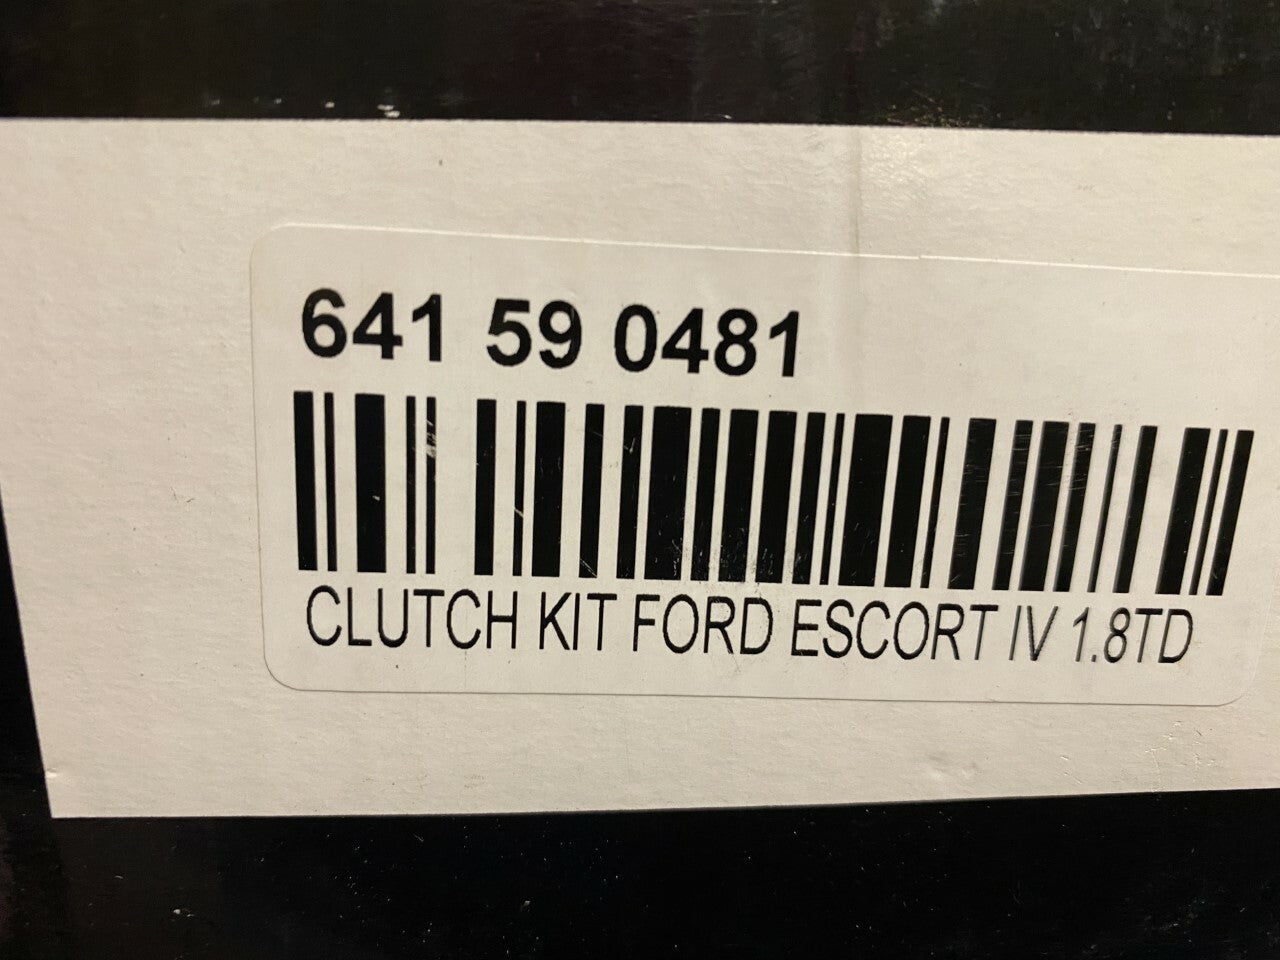 641 59 0481
CLUTCH KIT FORD ESCORT IV 1.8TD